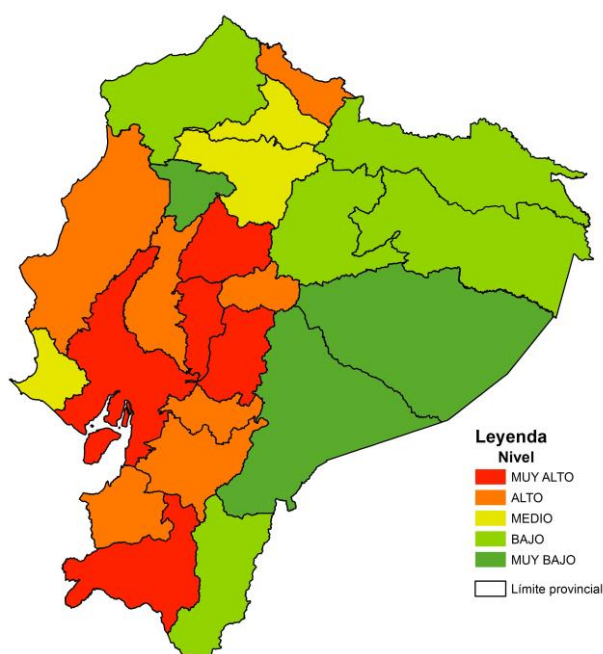 Leyenda
Nivel
MUY ALTO
ALTO
MEDIO
BAJO
MUY BAJO
Límite provincial